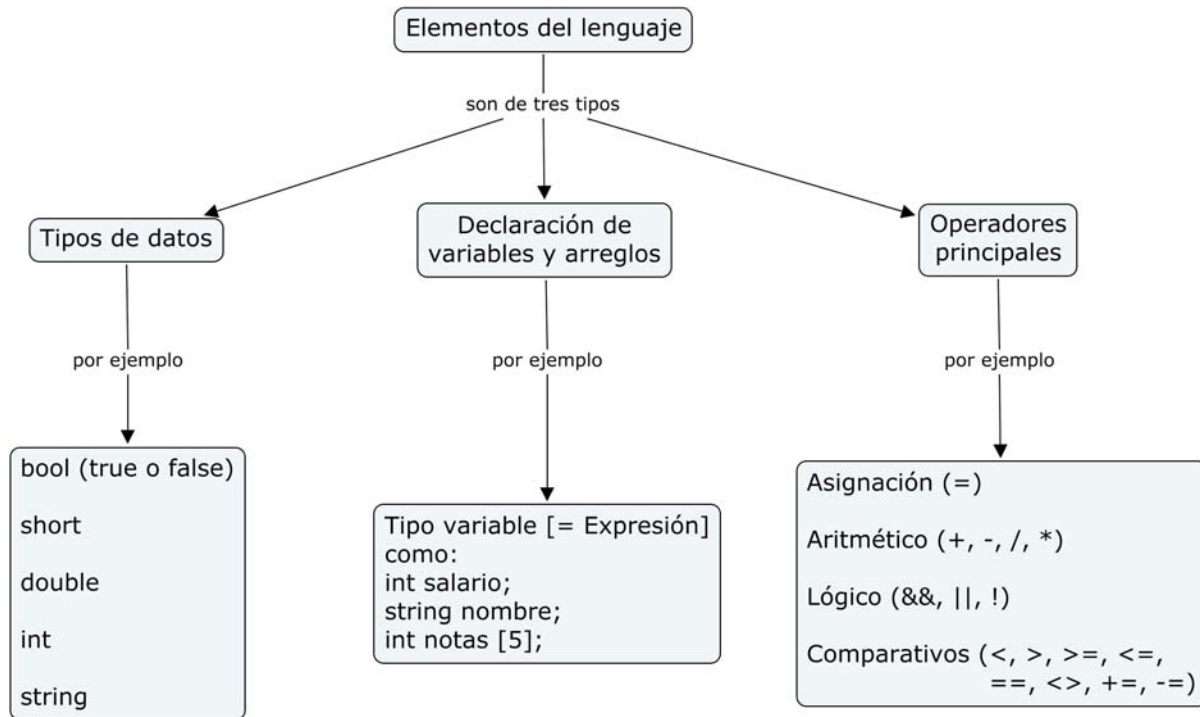 Elementos del lenguaje
son de tres tipos
Tipos de datos
Declaración de
variables y arreglos
Operadores
principales
por ejemplo
por ejemplo
por ejemplo
bool (true o false)
short
double
int
string
Tipo variable [= Expresión]
como:
int salario;
string nombre;
int notas [5];
Asignación (=)
Aritmético (+, -, /, *)
Lógico (&&, ||, !)
Comparativos (<, >, >=, <=,
==, <>, +=, -=)